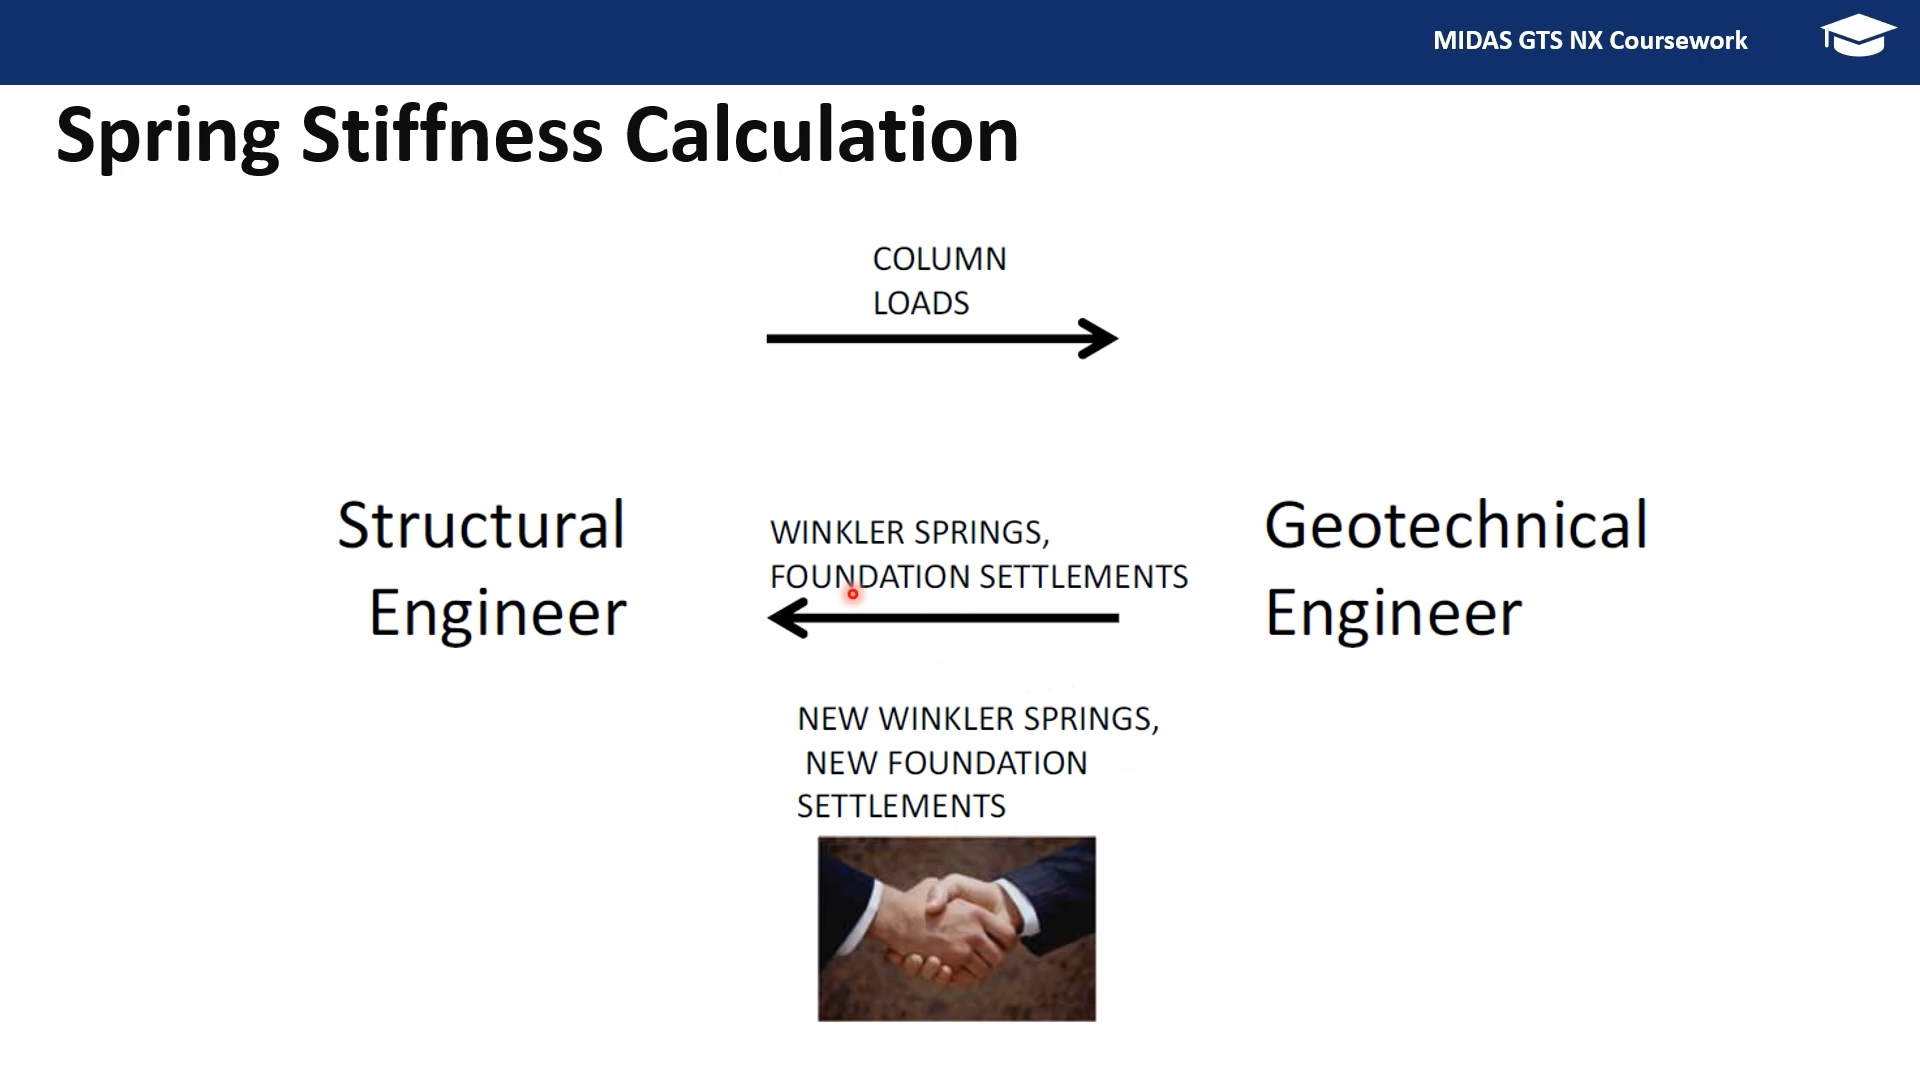 MIDAS GTS NX Coursework
Spring Stiffness Calculation
COLUMN
LOADS
Structural
Engineer
WINKLER SPRINGS,
FOUNDATION SETTLEMENTS
Geotechnical
Engineer
NEW WINKLER SPRINGS,
NEW FOUNDATION
SETTLEMENTS